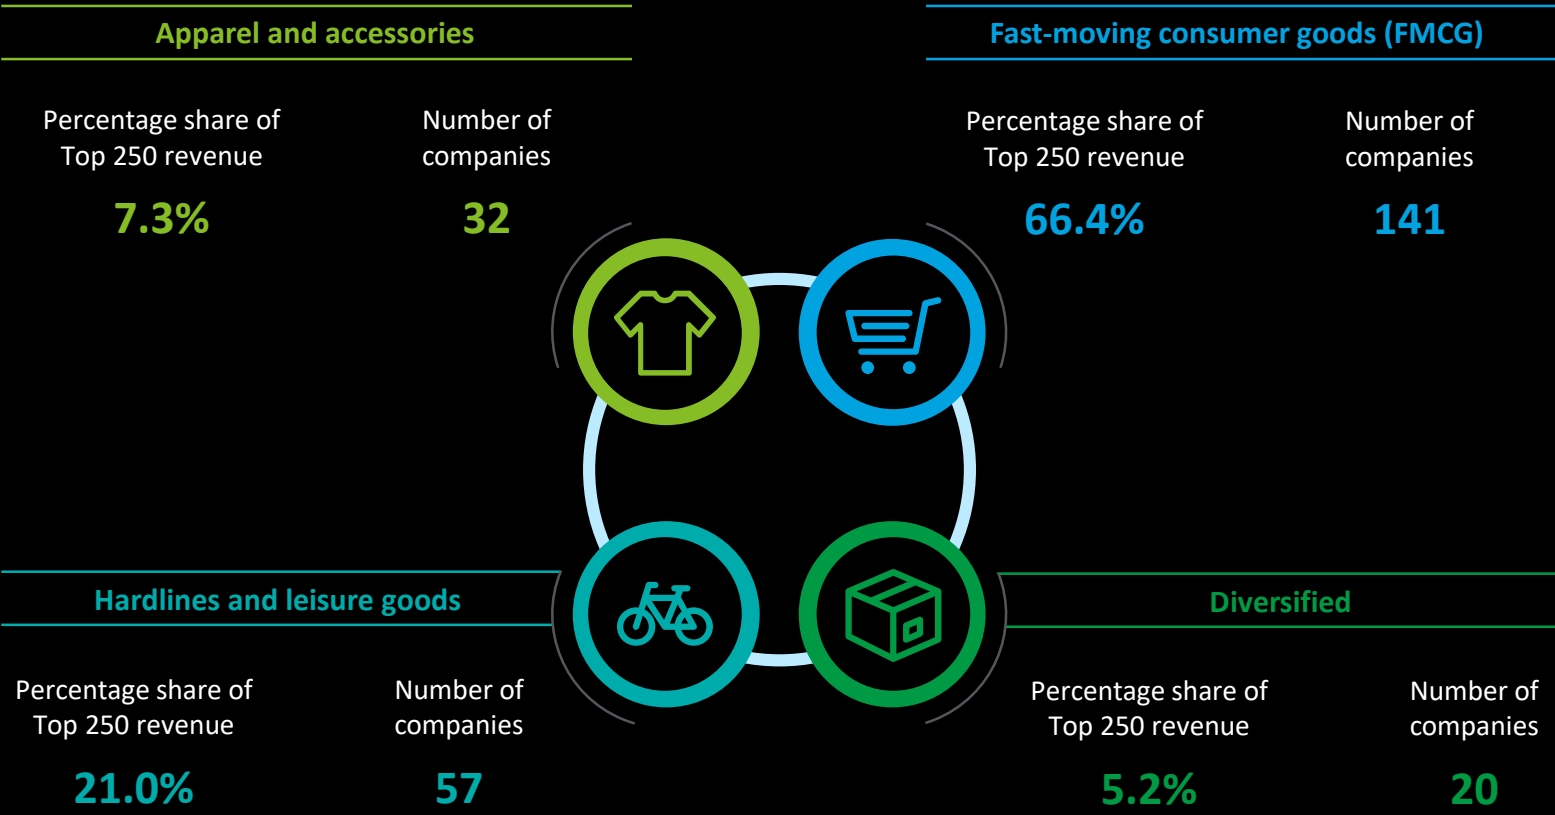 Apparel and accessories
Percentage share of
Top 250 revenue
Number of
companies
7.3%
32
Fast-moving consumer goods (FMCG)
Percentage share of
Top 250 revenue
Number of
companies
66.4%
141
Hardlines and leisure goods
Percentage share of
Top 250 revenue
Number of
companies
21.0%
57
Diversified
Percentage share of
Top 250 revenue
Number of
companies
5.2%
20